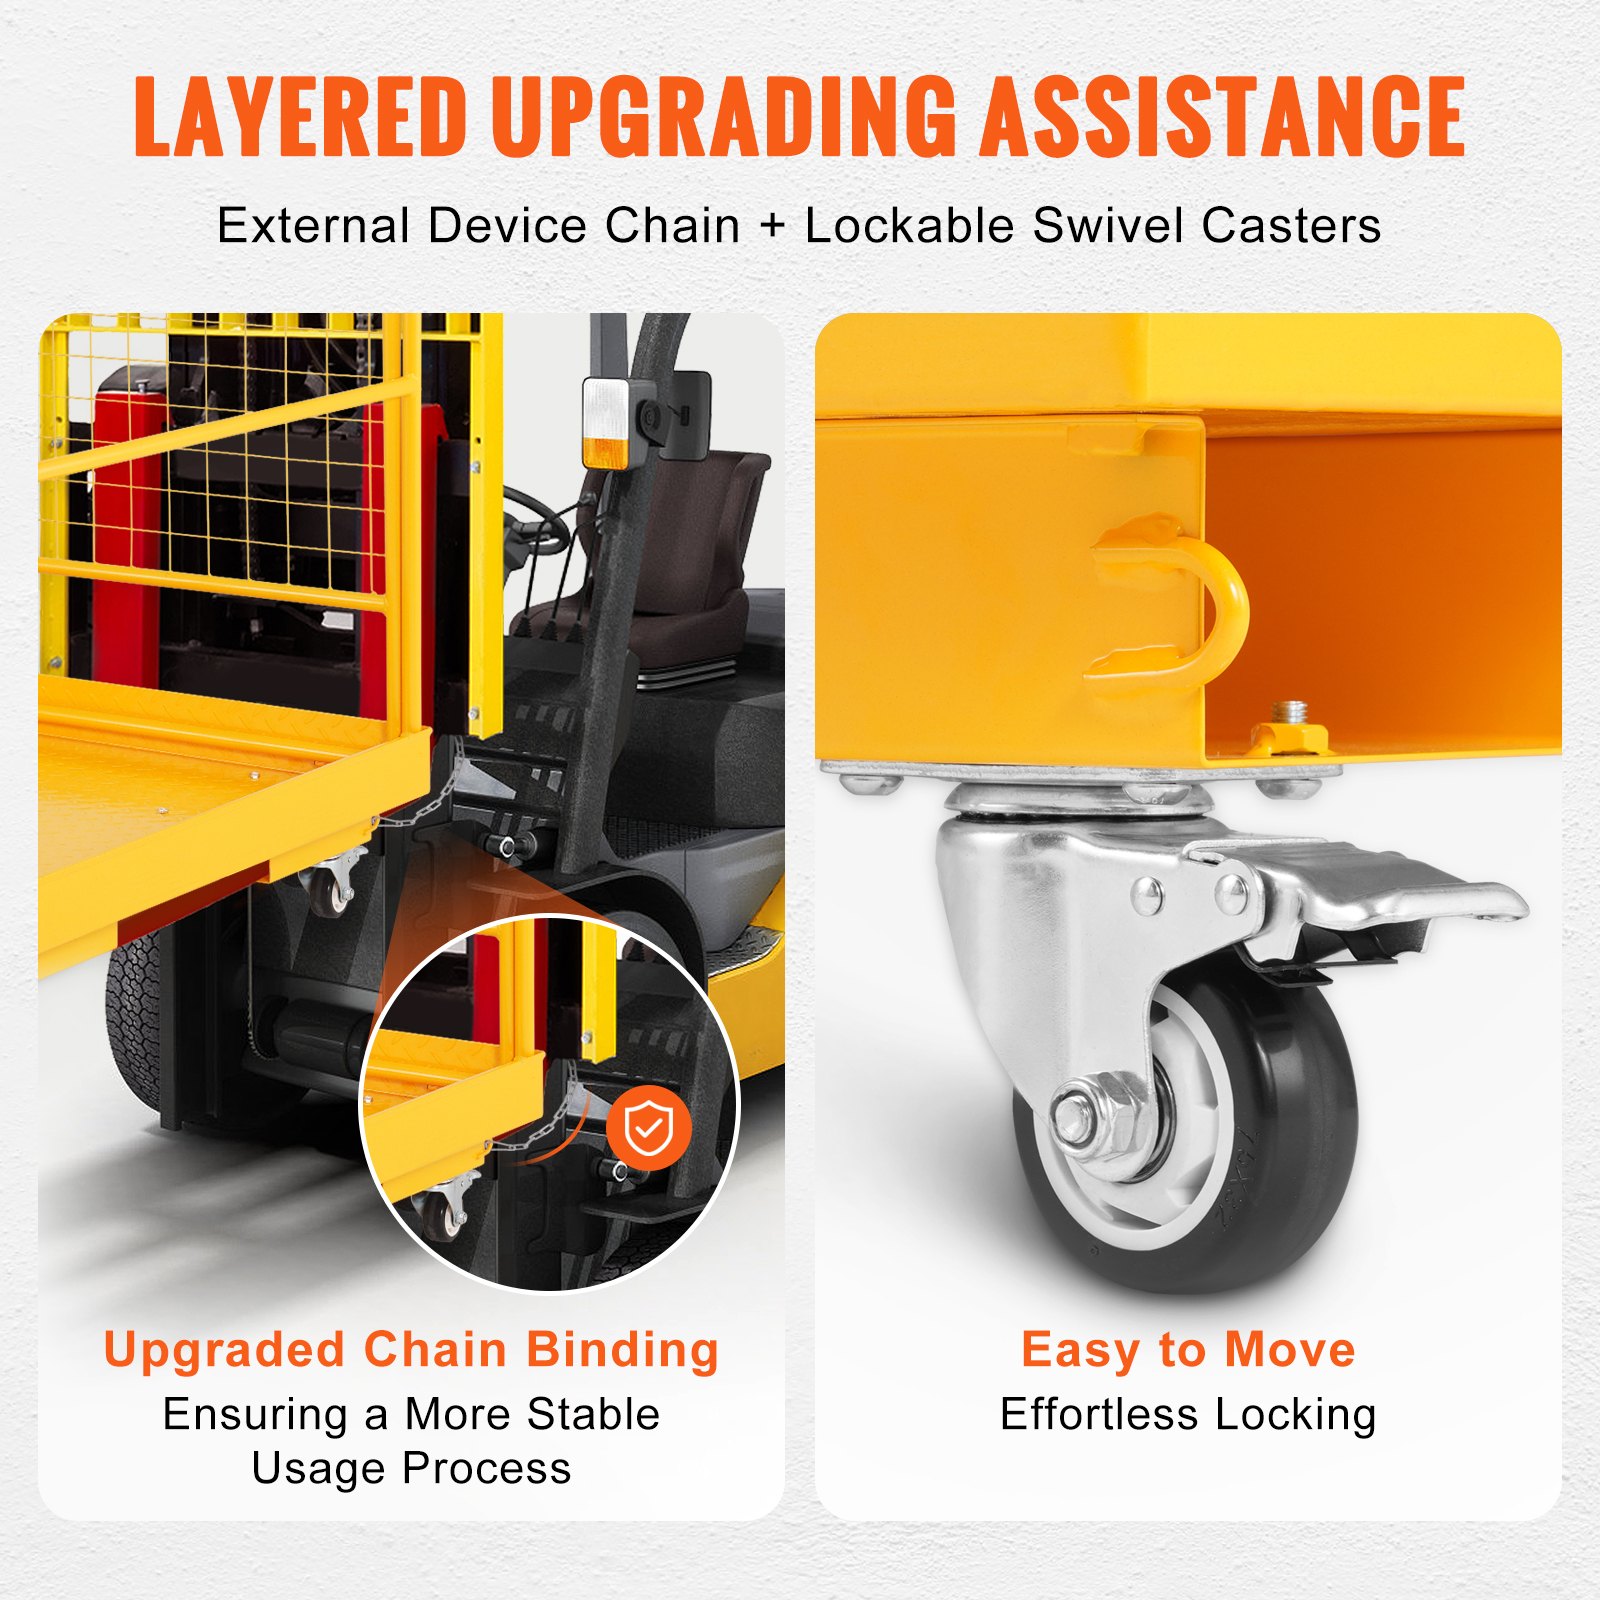 LAYERED UPGRADING ASSISTANCE
External Device Chain + Lockable Swivel Casters
Upgraded Chain Binding
Ensuring a More Stable
Usage Process
Easy to Move
Effortless Locking